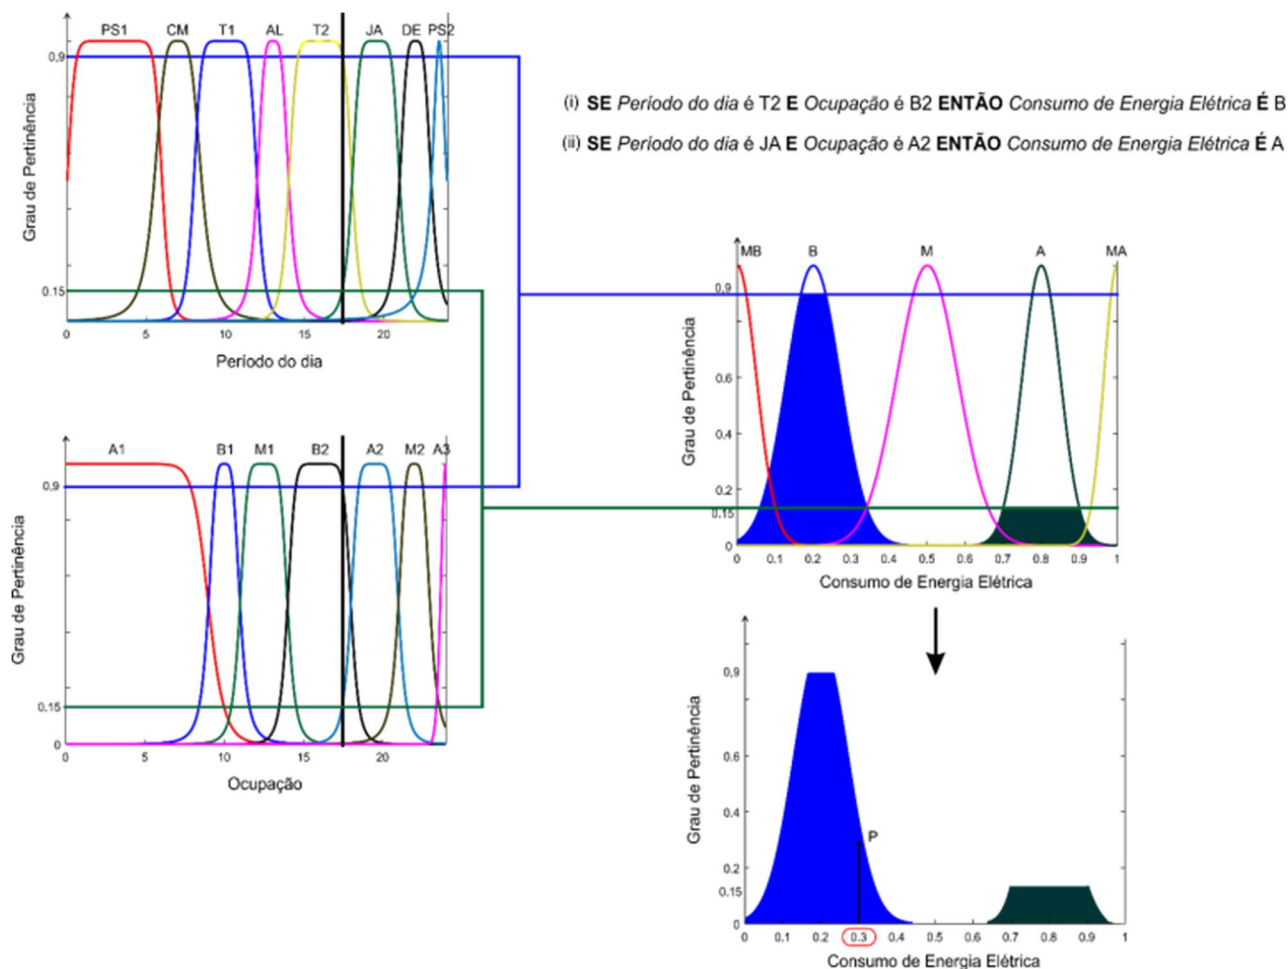 PS1 CM T1 AL T2 JA DE PS2
0,9
Grau de Pertinência
0.15
0 5 10 15 20
Período do dia
(i) SE Período do dia é T2 E Ocupação é B2 ENTÃO Consumo de Energia Elétrica É B
(ii) SE Período do dia é JA E Ocupação é A2 ENTÃO Consumo de Energia Elétrica É A
A1 B1 M1 B2 A2 M2 A3
0,9
Grau de Pertinência
0.15
0
0 5 10 15 20
Ocupação
MB B M A MA
0,9
0.6
Grau de Pertinência
0.4
0.2
0.15
0
0 0.1 0.2 0.3 0.4 0.5 0.6 0.7 0.8 0.9 1
Consumo de Energia Elétrica
0,9
Grau de Pertinência
0.6
0.4
P
0.2
0.15
0
0 0.1 0.2 0.3 0.4 0.5 0.6 0.7 0.8 0.9 1
Consumo de Energia Elétrica